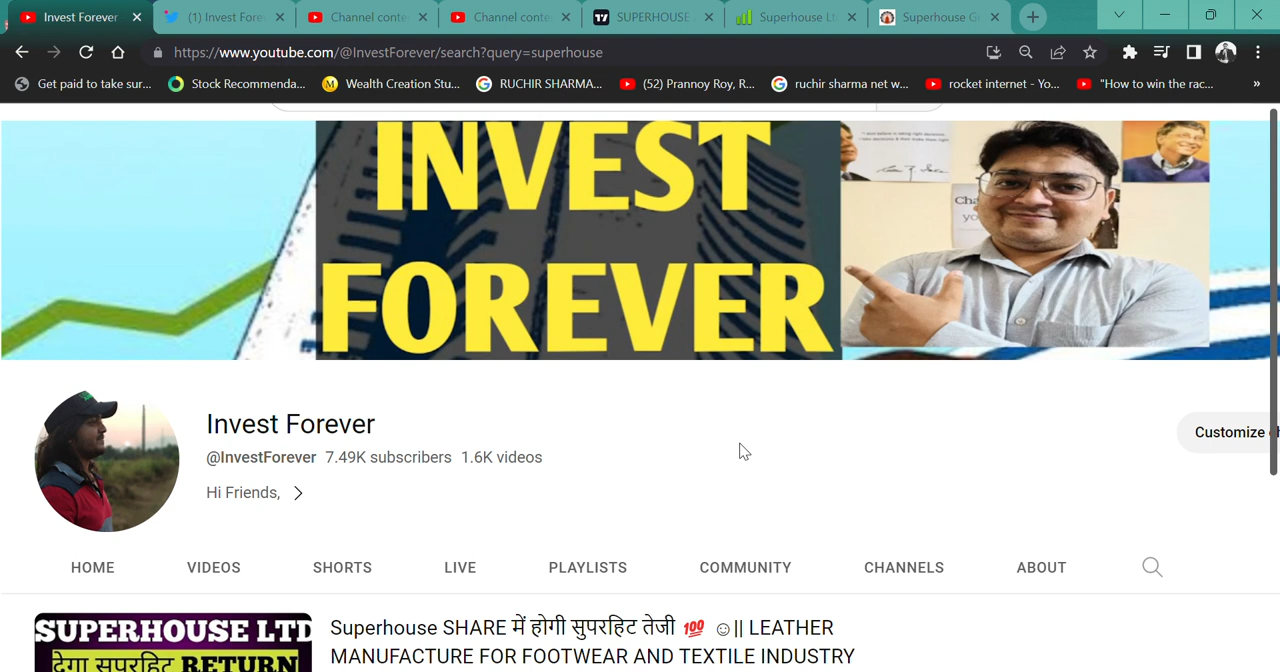 Invest Forever
(1) Invest Fore
Channel conte
Channel conte
SUPERHOUSE
Superhouse Lt
Superhouse G
https://www.youtube.com/@InvestForever/search?query=superhouse
Get paid to take sur...
Stock Recommenda...
Wealth Creation Stu...
RUCHIR SHARMA...
(52) Prannoy Roy, R...
ruchir sharma net w...
rocket internet - Yo...
"How to win the rac...
»
INVEST
FOREVER
Invest Forever
@InvestForever 7.49K subscribers 1.6K videos
Customize
Hi Friends,
HOME VIDEOS SHORTS LIVE PLAYLISTS COMMUNITY CHANNELS ABOUT
SUPERHOUSE LTD
देगा सुपरहिट RETURN
Superhouse SHARE में होगी सुपरहिट तेजी 💯 ☺|| LEATHER
MANUFACTURE FOR FOOTWEAR AND TEXTILE INDUSTRY